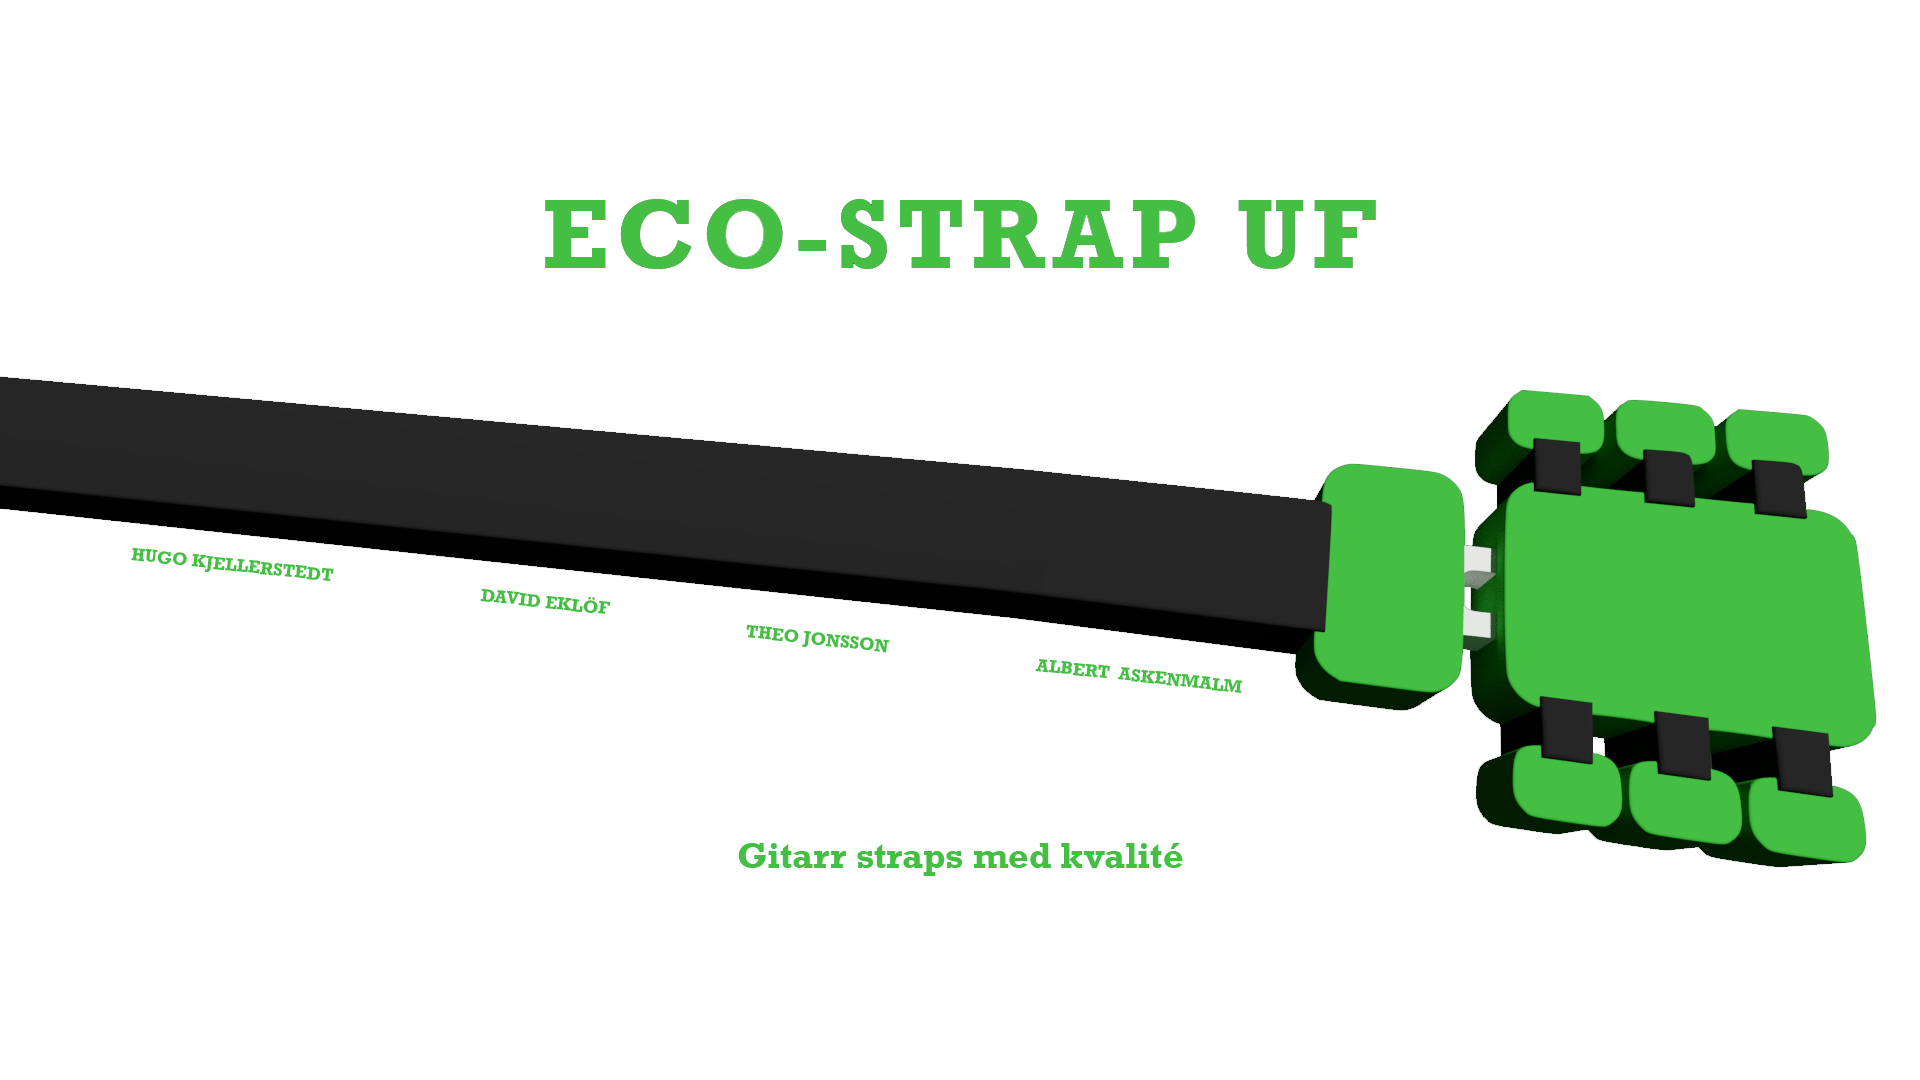 ECO-STRAP UF
HUGO KJELLERSTEDT
DAVID EKLÖF
THEO JONSSON
ALBERT ASKENMALM
Gitarr straps med kvalité